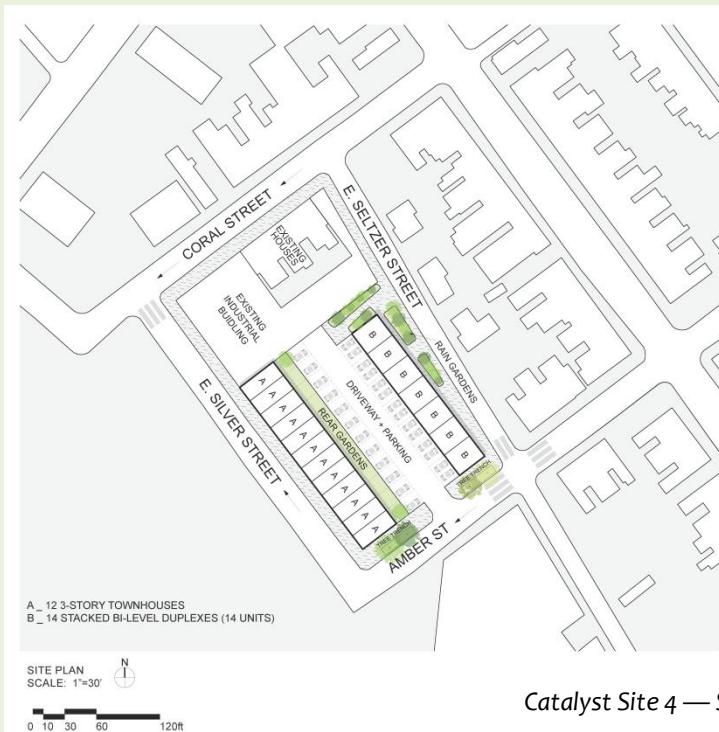 CORAL STREET
E. SELTZER STREET
EXISTING
HOUSES
EXISTING
INDUSTRIAL
BUIDLING
RAIN GARDENS
B
B
B
B
B
B
B
A
A
A
A
A
A
A
A
A
A
A
A
DRIVEWAY + PARKING
REAR GARDENS
E. SILVER STREET
TREE TRENCH
TREE TRENCH
AMBER ST
A _ 12 3-STORY TOWNHOUSES
B _ 14 STACKED BI-LEVEL DUPLEXES (14 UNITS)
SITE PLAN
SCALE: 1"=30'
N
0 10 30 60 120ft
Catalyst Site 4 —